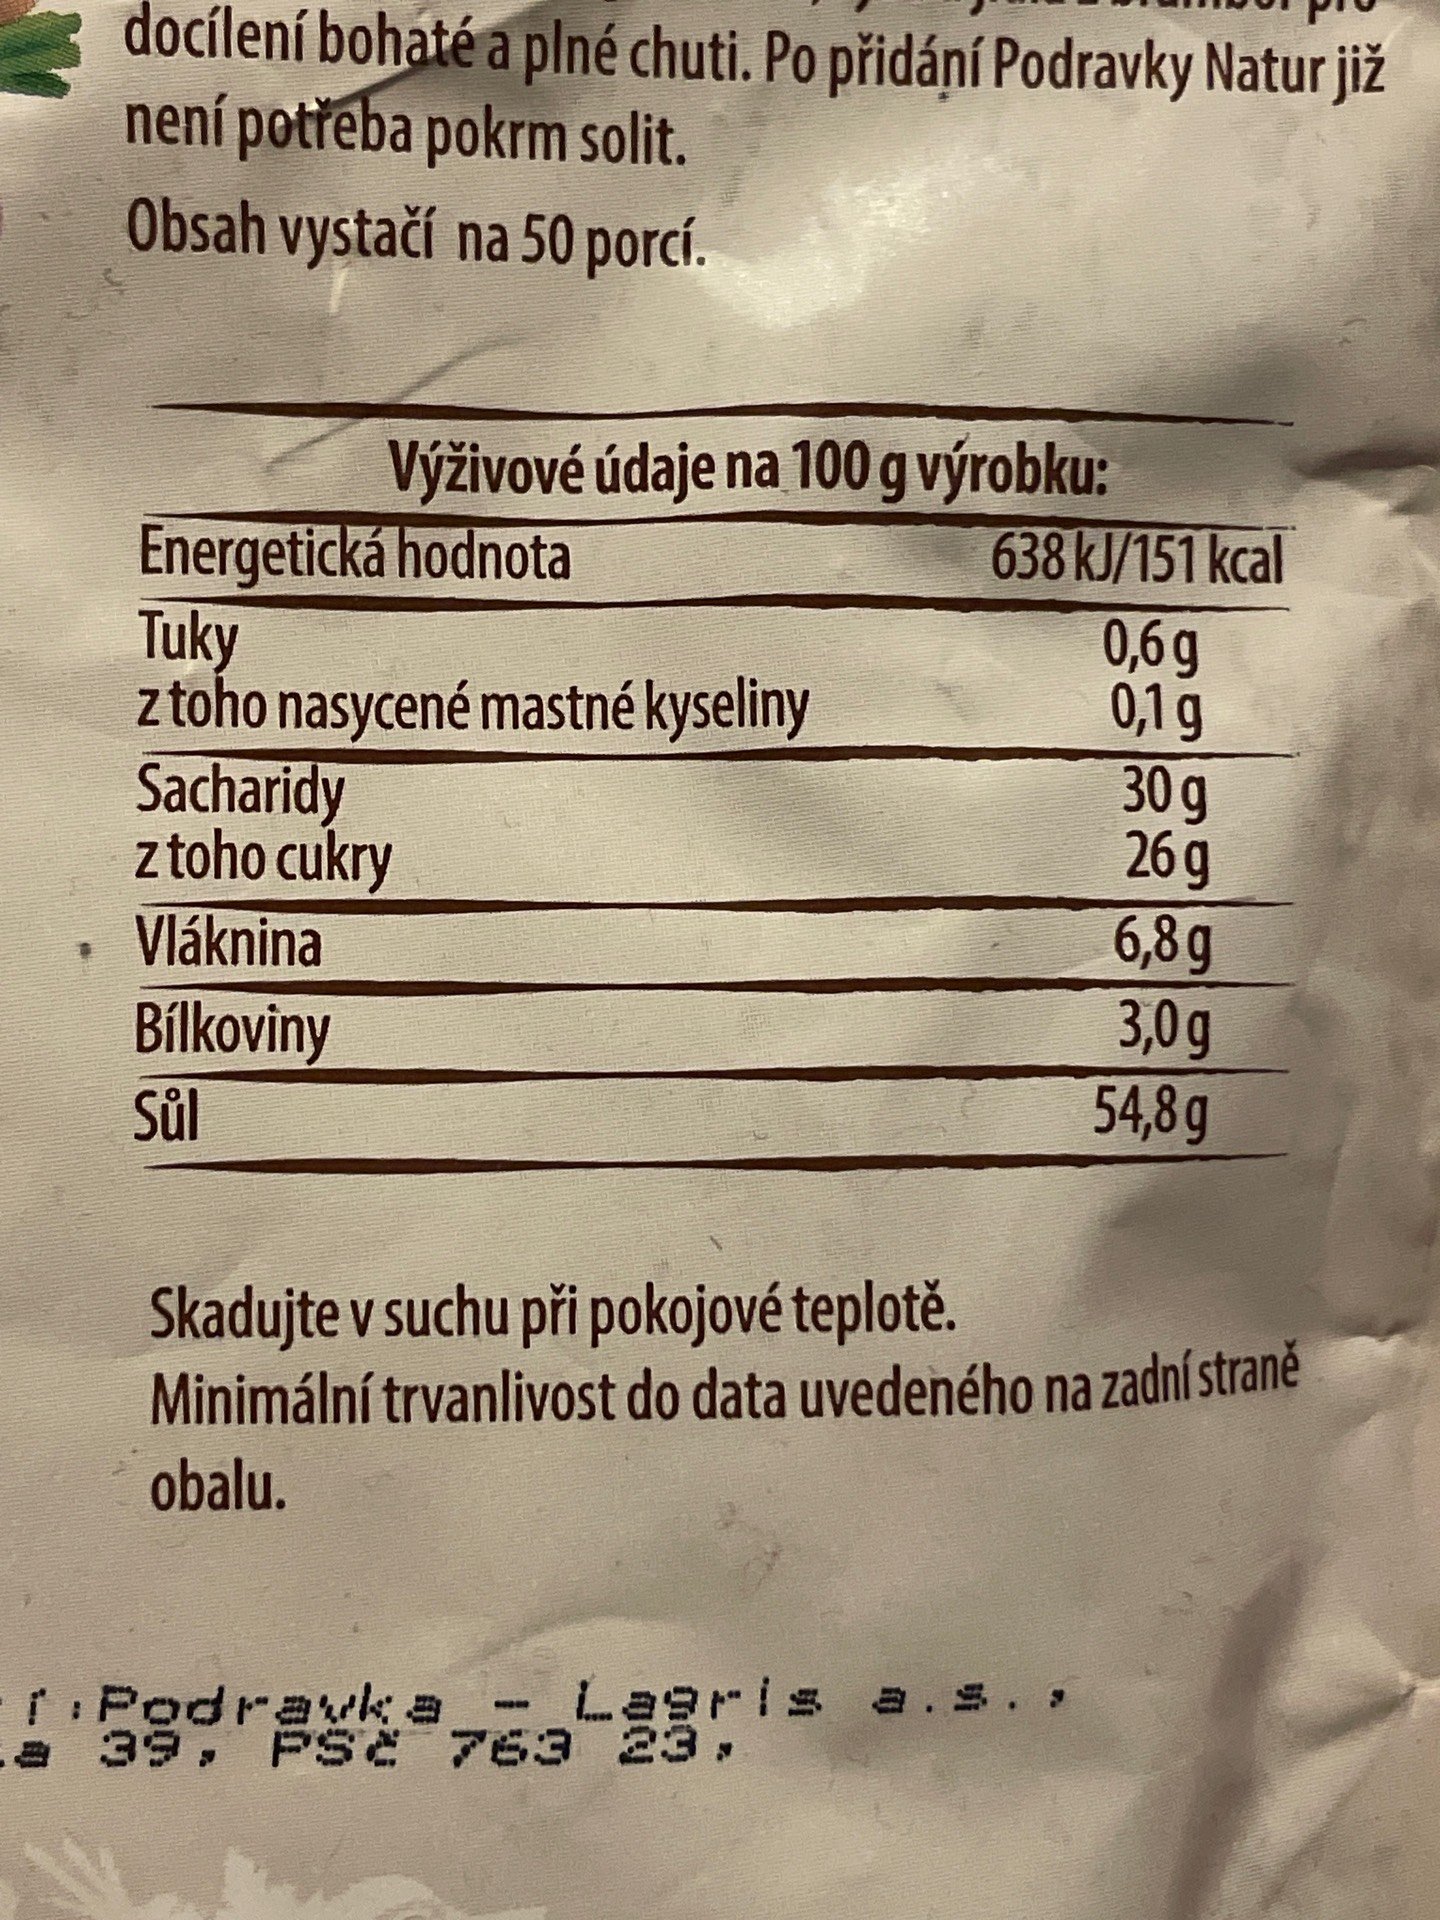 docílení bohaté a plné chuti. Po přidání Podravky Natur již
není potřeba pokrm solit.
Obsah vystačí na 50 porcí.
Výživové údaje na 100 g výrobku:
Energetická hodnota 638 kJ/151 kcal
Tuky 0,6 g
z toho nasycené mastné kyseliny 0,1 g
Sacharidy 30 g
z toho cukry 26 g
Vláknina 6,8 g
Bílkoviny 3,0 g
Sůl 54,8 g
Skadujte v suchu při pokojové teplotě.
Minimální trvanlivost do data uvedeného na zadní straně
obalu.
Podravka - Lagris a.s.,
39, PSč 763 23,